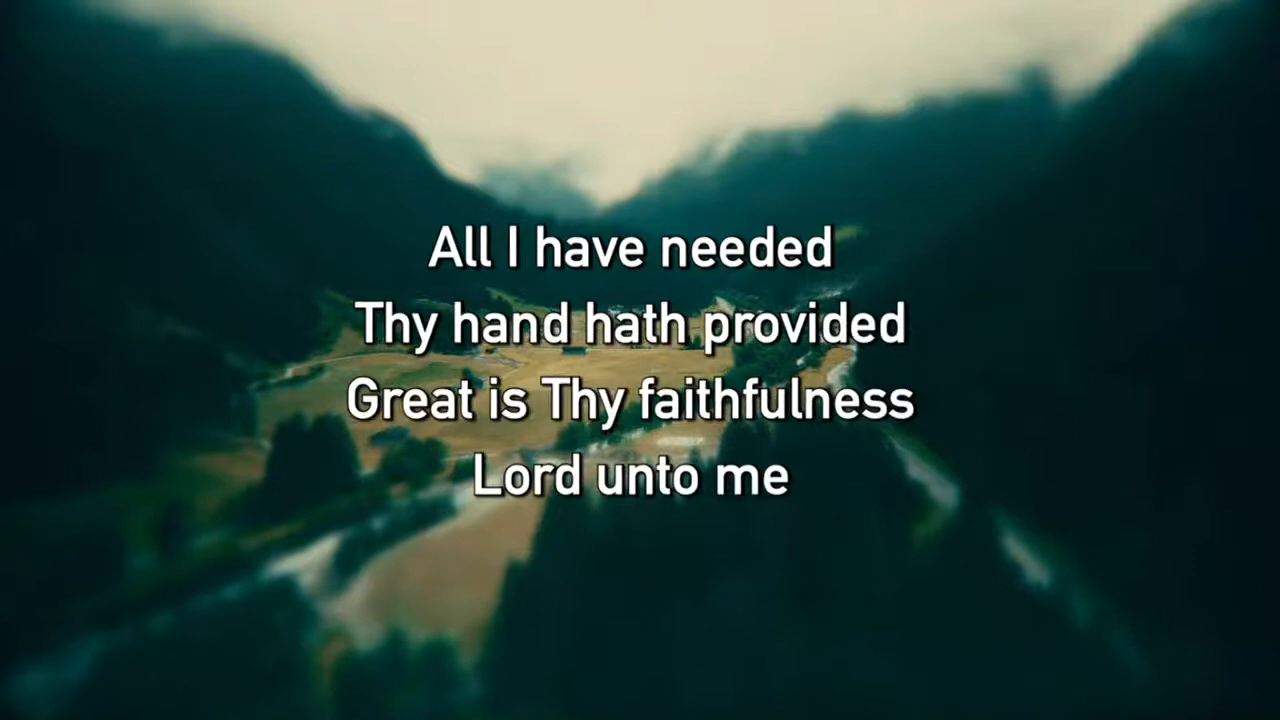 All I have needed
Thy hand hath provided
Great is Thy faithfulness
Lord unto me